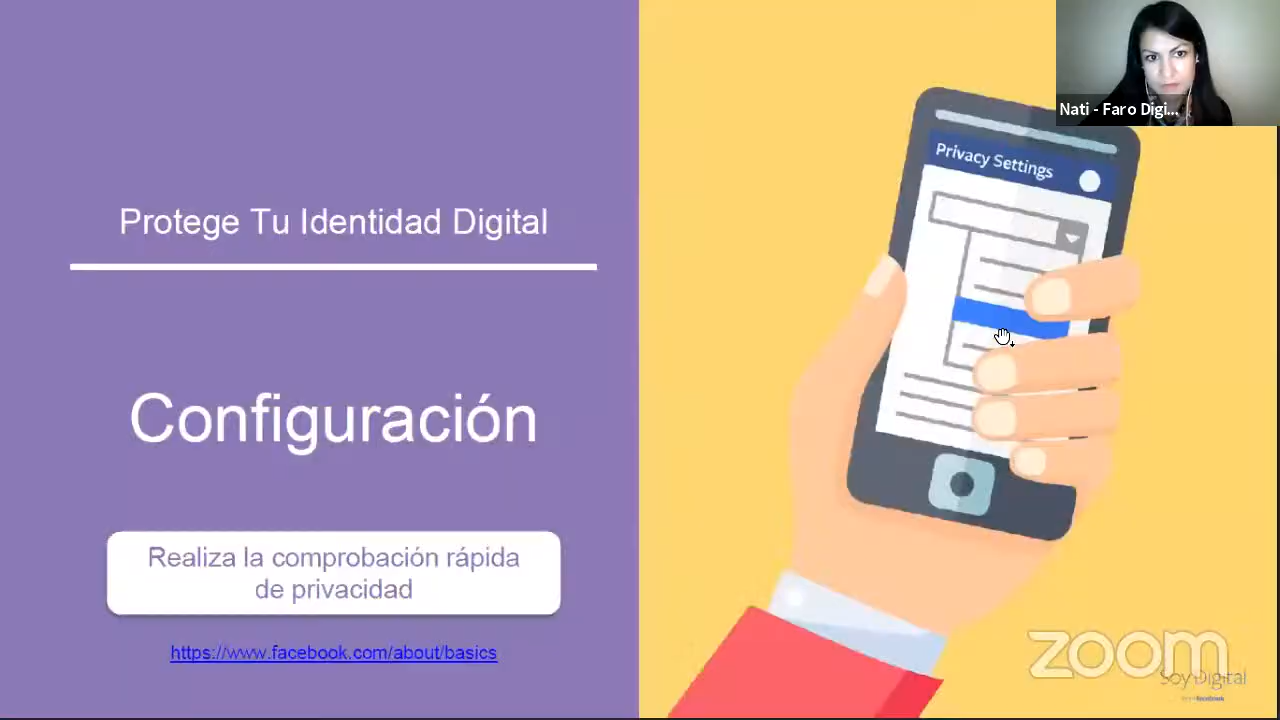 Nati - Faro Digi...
Privacy Settings
Protege Tu Identidad Digital
Configuración
Realiza la comprobación rápida
de privacidad
https://www.facebook.com/about/basics
zoom
Soy Digital
facebook